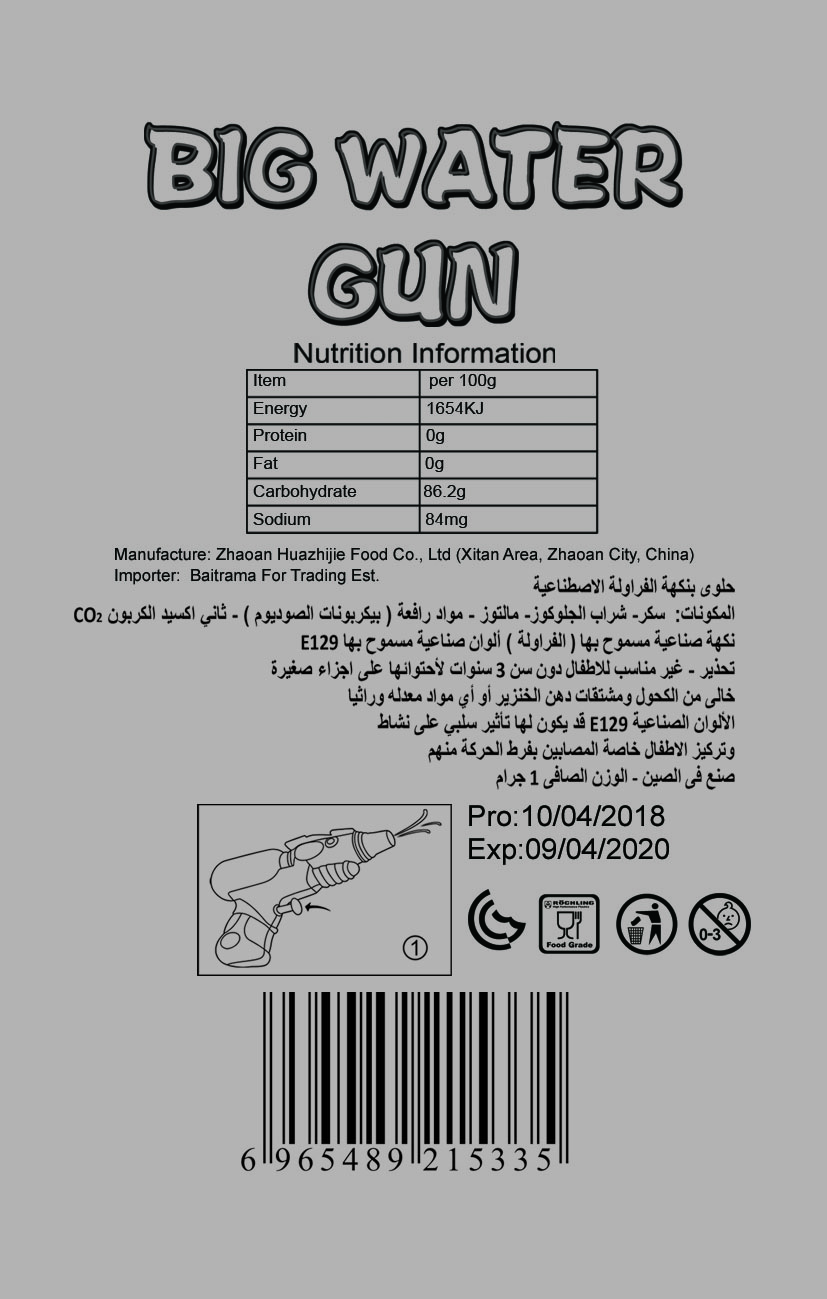 BIG WATER
GUN
Nutrition Information
Item per 100g
Energy 1654KJ
Protein 0g
Fat 0g
Carbohydrate 86.2g
Sodium 84mg
Manufacture: Zhaoan Huazhijie Food Co., Ltd (Xitan Area, Zhaoan City, China)
Importer: Baitrama For Trading Est.
حلوى بنكهة الفراولة الاصطناعية
المكونات: سكر- شراب الجلوكوز- مالتوز - مواد رافعة ( بيكربونات الصوديوم ) - ثاني اكسيد الكربون CO₂
نكهة صناعية مسموح بها ( الفراولة ) ألوان صناعية مسموح بها E129
تحذير - غير مناسب للاطفال دون سن 3 سنوات لأحتوائها على اجزاء صغيرة
خالى من الكحول ومشتقات دهن الخنزير أو أي مواد معدله وراثيا
الألوان الصناعية E129 قد يكون لها تأثير سلبي على نشاط
وتركيز الاطفال خاصة المصابين بفرط الحركة منهم
صنع فى الصين - الوزن الصافى 1 جرام
Pro:10/04/2018
Exp:09/04/2020
1
RÖCHLING
High Performance Plastics
Food Grade
0-3
6 965489 215335